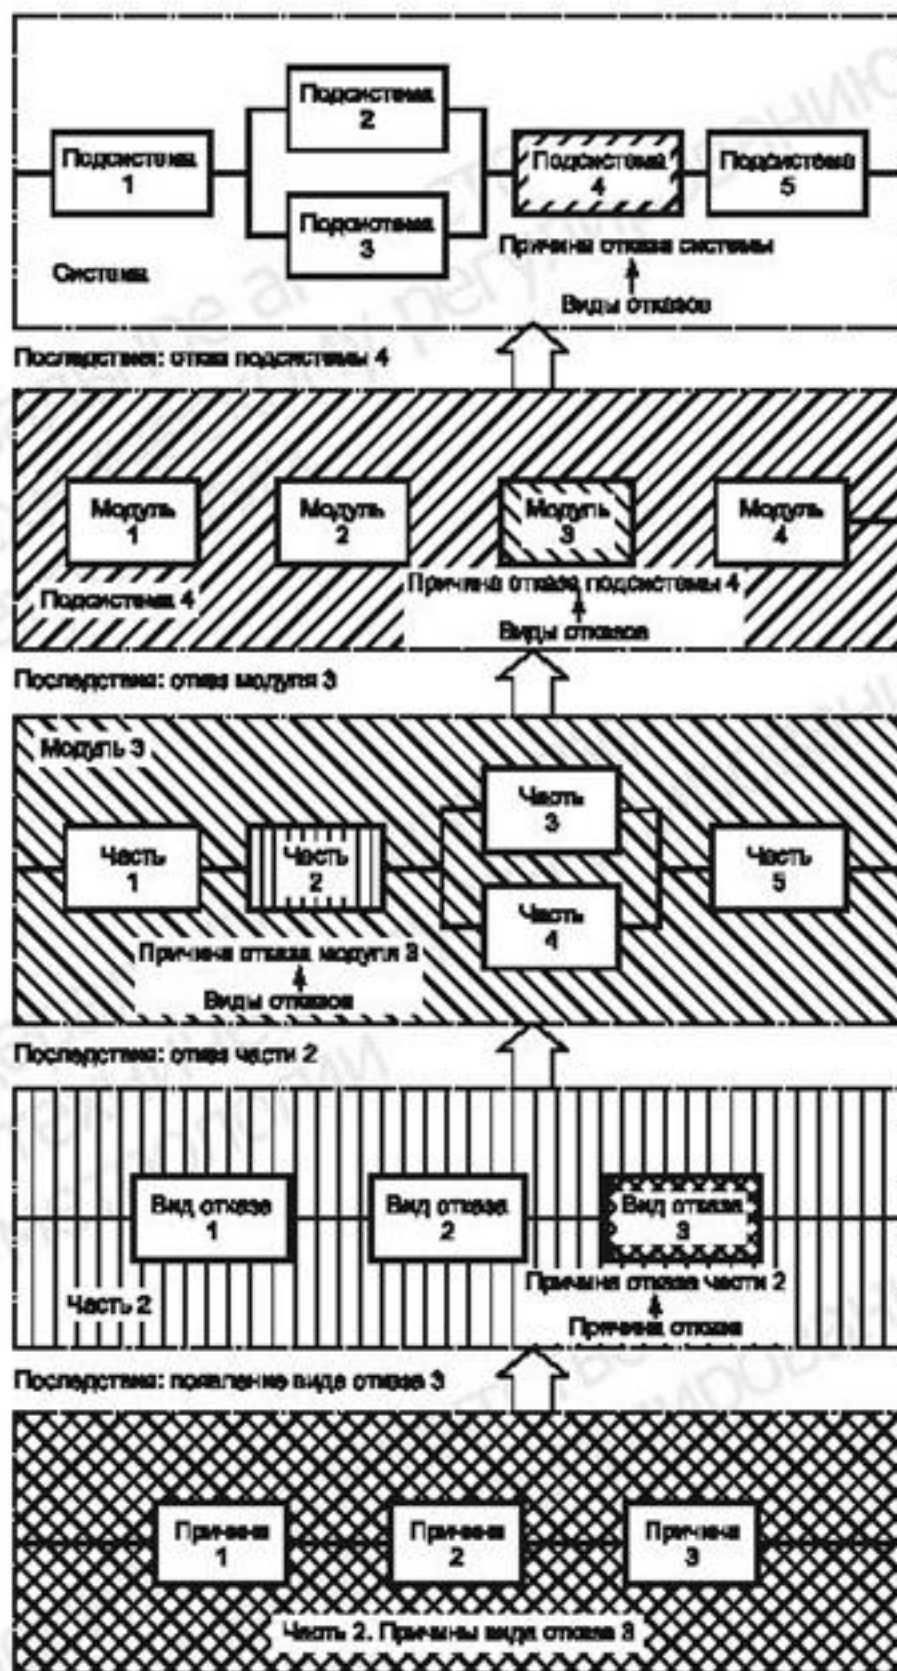 Подсистема
2
Подсистема
1
Подсистема
4
Подсистема
5
Подсистема
3
Причина отказа системы
Система
Виды отказов
Последствия: отказ подсистемы 4
Модуль
1
Модуль
2
Модуль
3
Модуль
4
Причина отказа подсистемы 4
Подсистема 4
Виды отказов
Последствия: отказ модуля 3
Модуль 3
Часть
3
Часть
1
Часть
2
Часть
5
Часть
4
Причина отказа модуля 3
Виды отказов
Последствия: отказ части 2
Вид отказа
1
Вид отказа
2
Вид отказа
3
Причина отказа части 2
Часть 2
Причина отказа
Последствия: появление вида отказа 3
Причина
1
Причина
2
Причина
3
Часть 2. Причины вида отказа 3